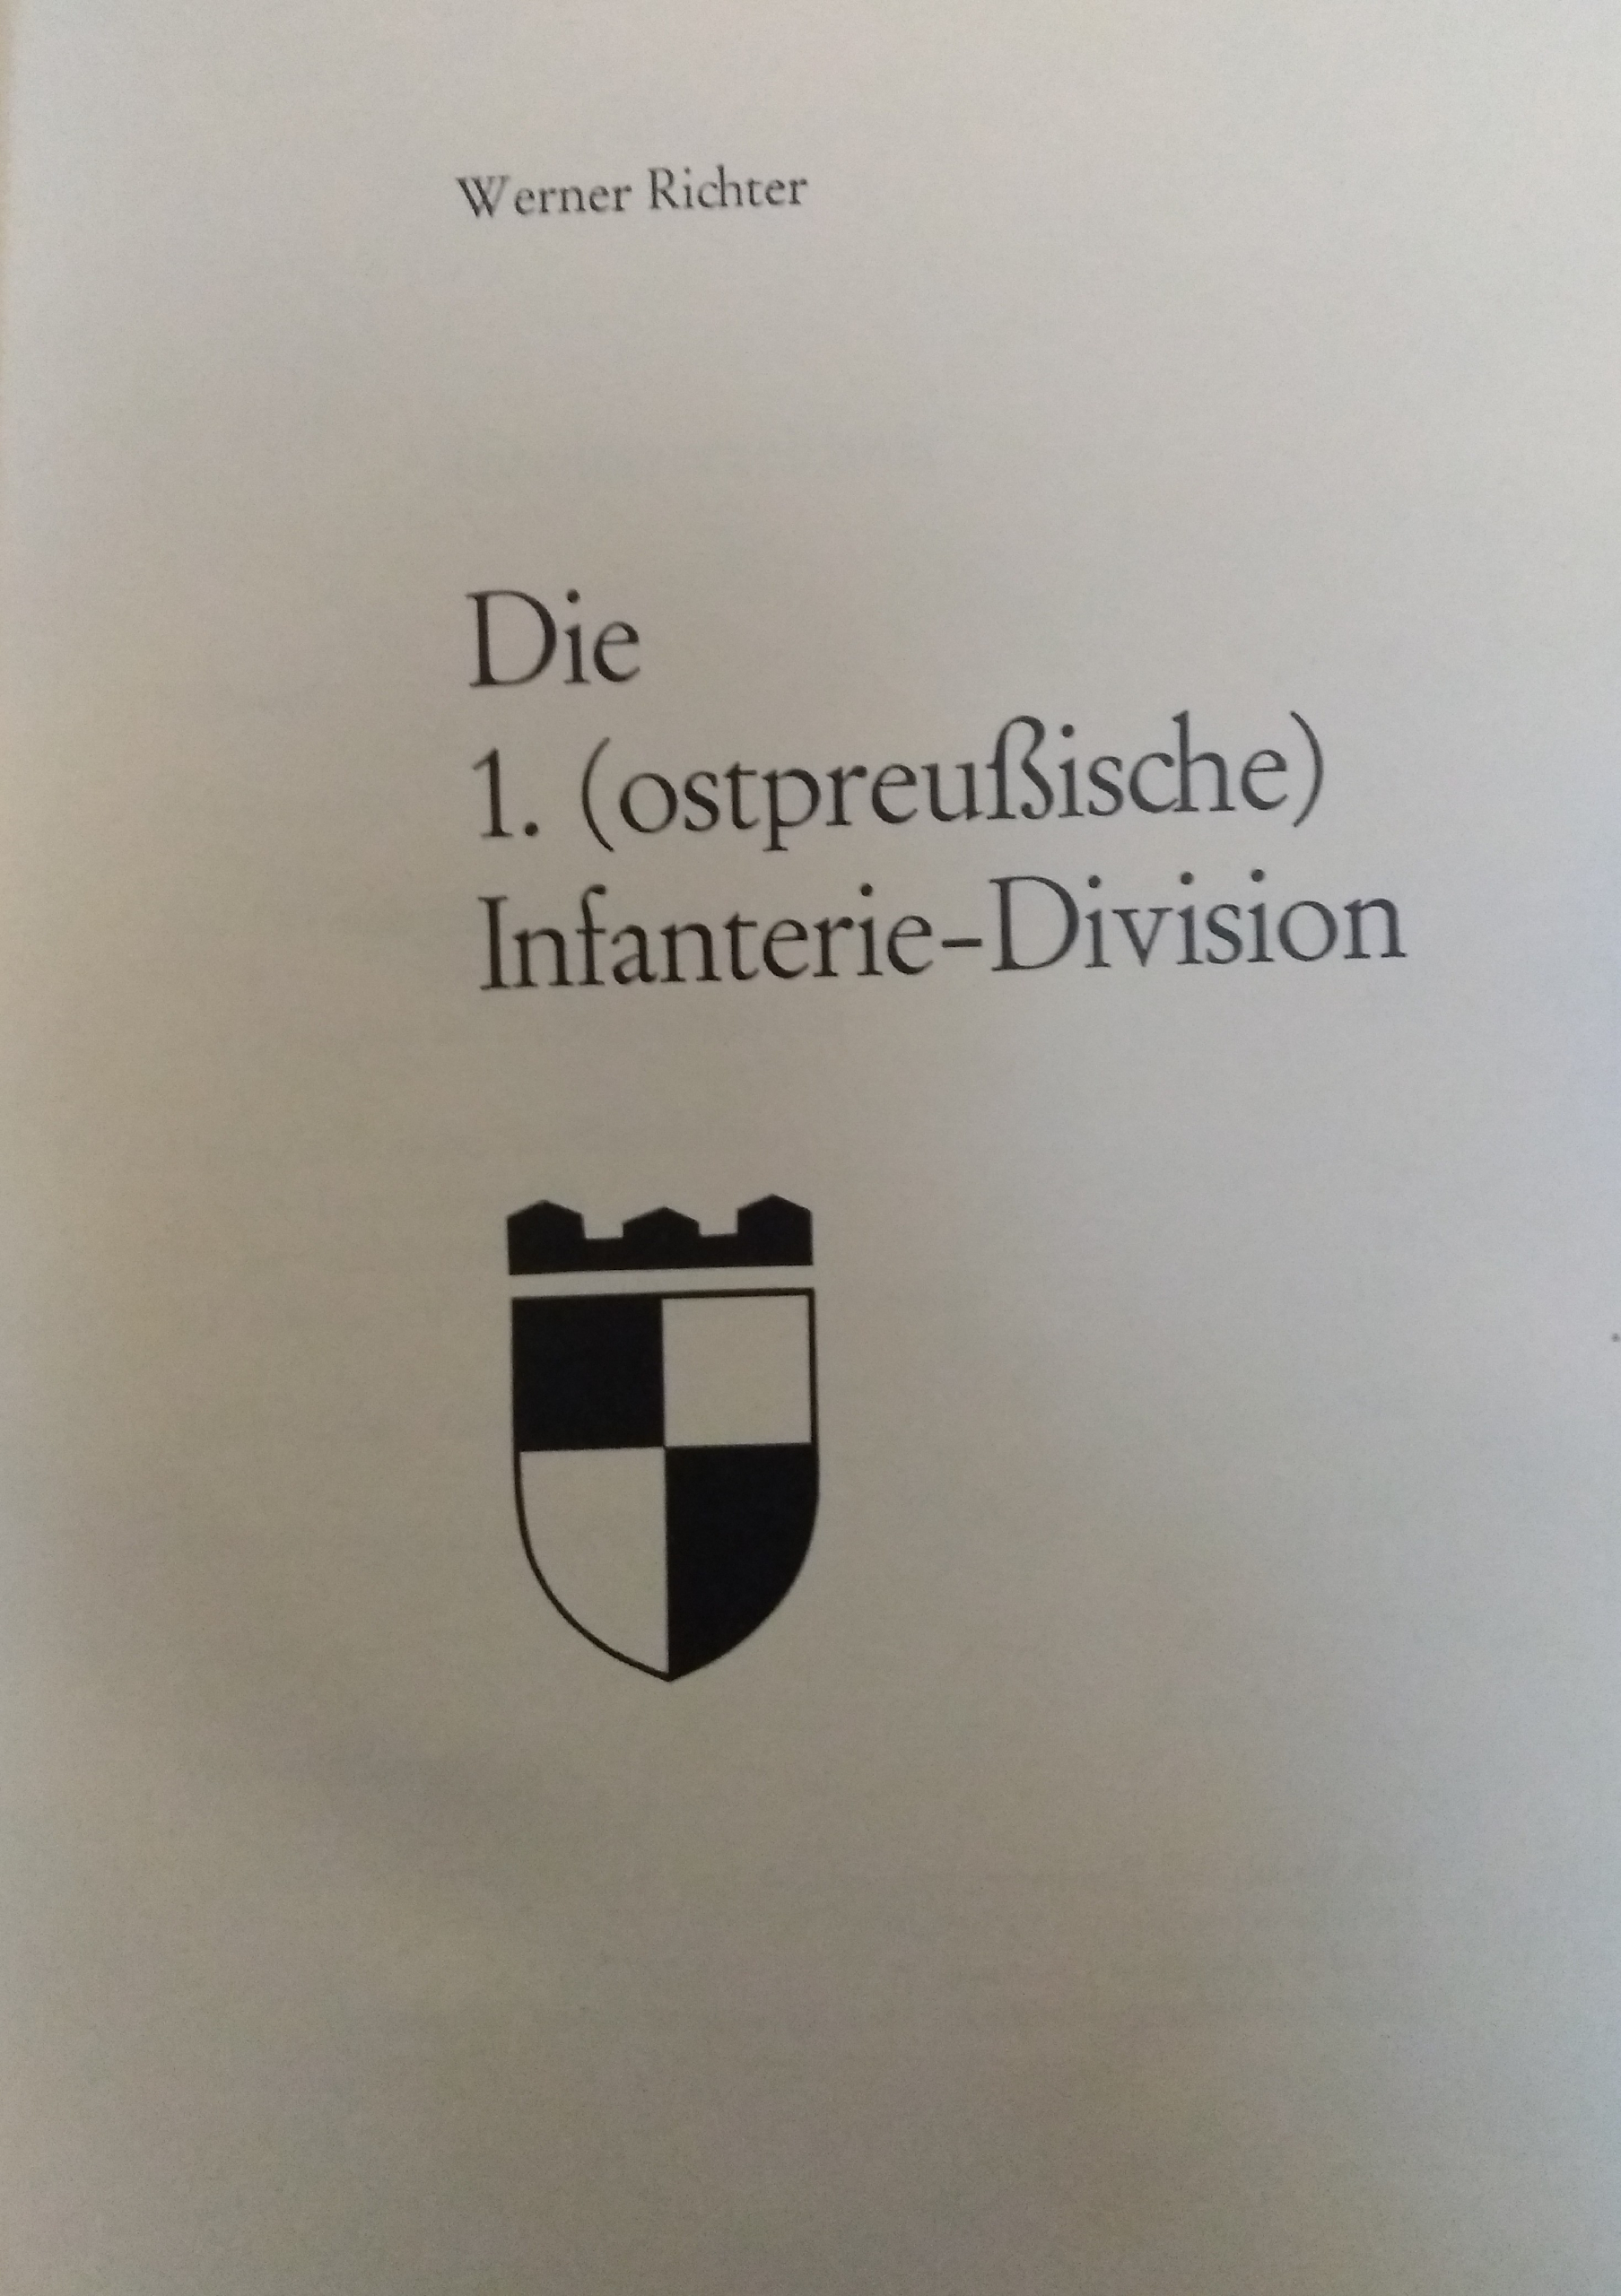 Werner Richter
Die
1. (ostpreußische)
Infanterie-Division